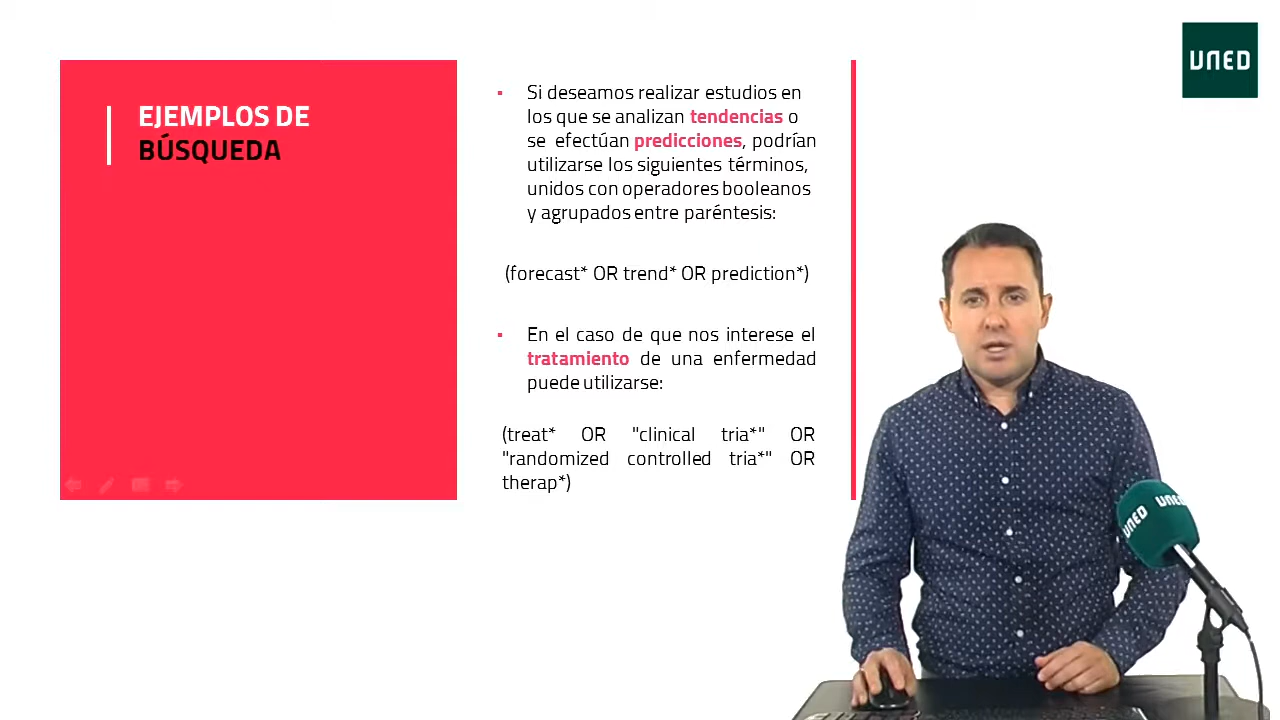 EJEMPLOS DE
BÚSQUEDA
▪ Si deseamos realizar estudios en
los que se analizan tendencias o
se efectúan predicciones, podrían
utilizarse los siguientes términos,
unidos con operadores booleanos
y agrupados entre paréntesis:
(forecast* OR trend* OR prediction*)
▪ En el caso de que nos interese el
tratamiento de una enfermedad
puede utilizarse:
(treat* OR "clinical tria*" OR
"randomized controlled tria*" OR
therap*)
UNED
UNED
UNED